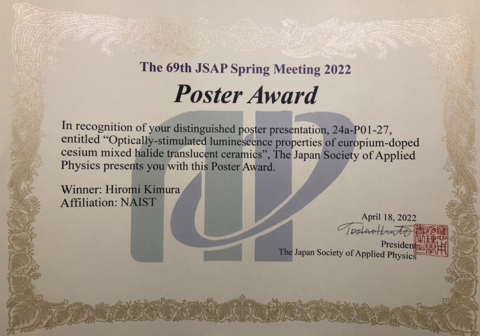 The 69th JSAP Spring Meeting 2022
Poster Award
In recognition of your distinguished poster presentation, 24a-P01-27,
entitled “Optically-stimulated luminescence properties of europium-doped
cesium mixed halide translucent ceramics”, The Japan Society of Applied
Physics presents you with this Poster Award.
Winner: Hiromi Kimura
Affiliation: NAIST
April 18, 2022
President
The Japan Society of Applied Physics